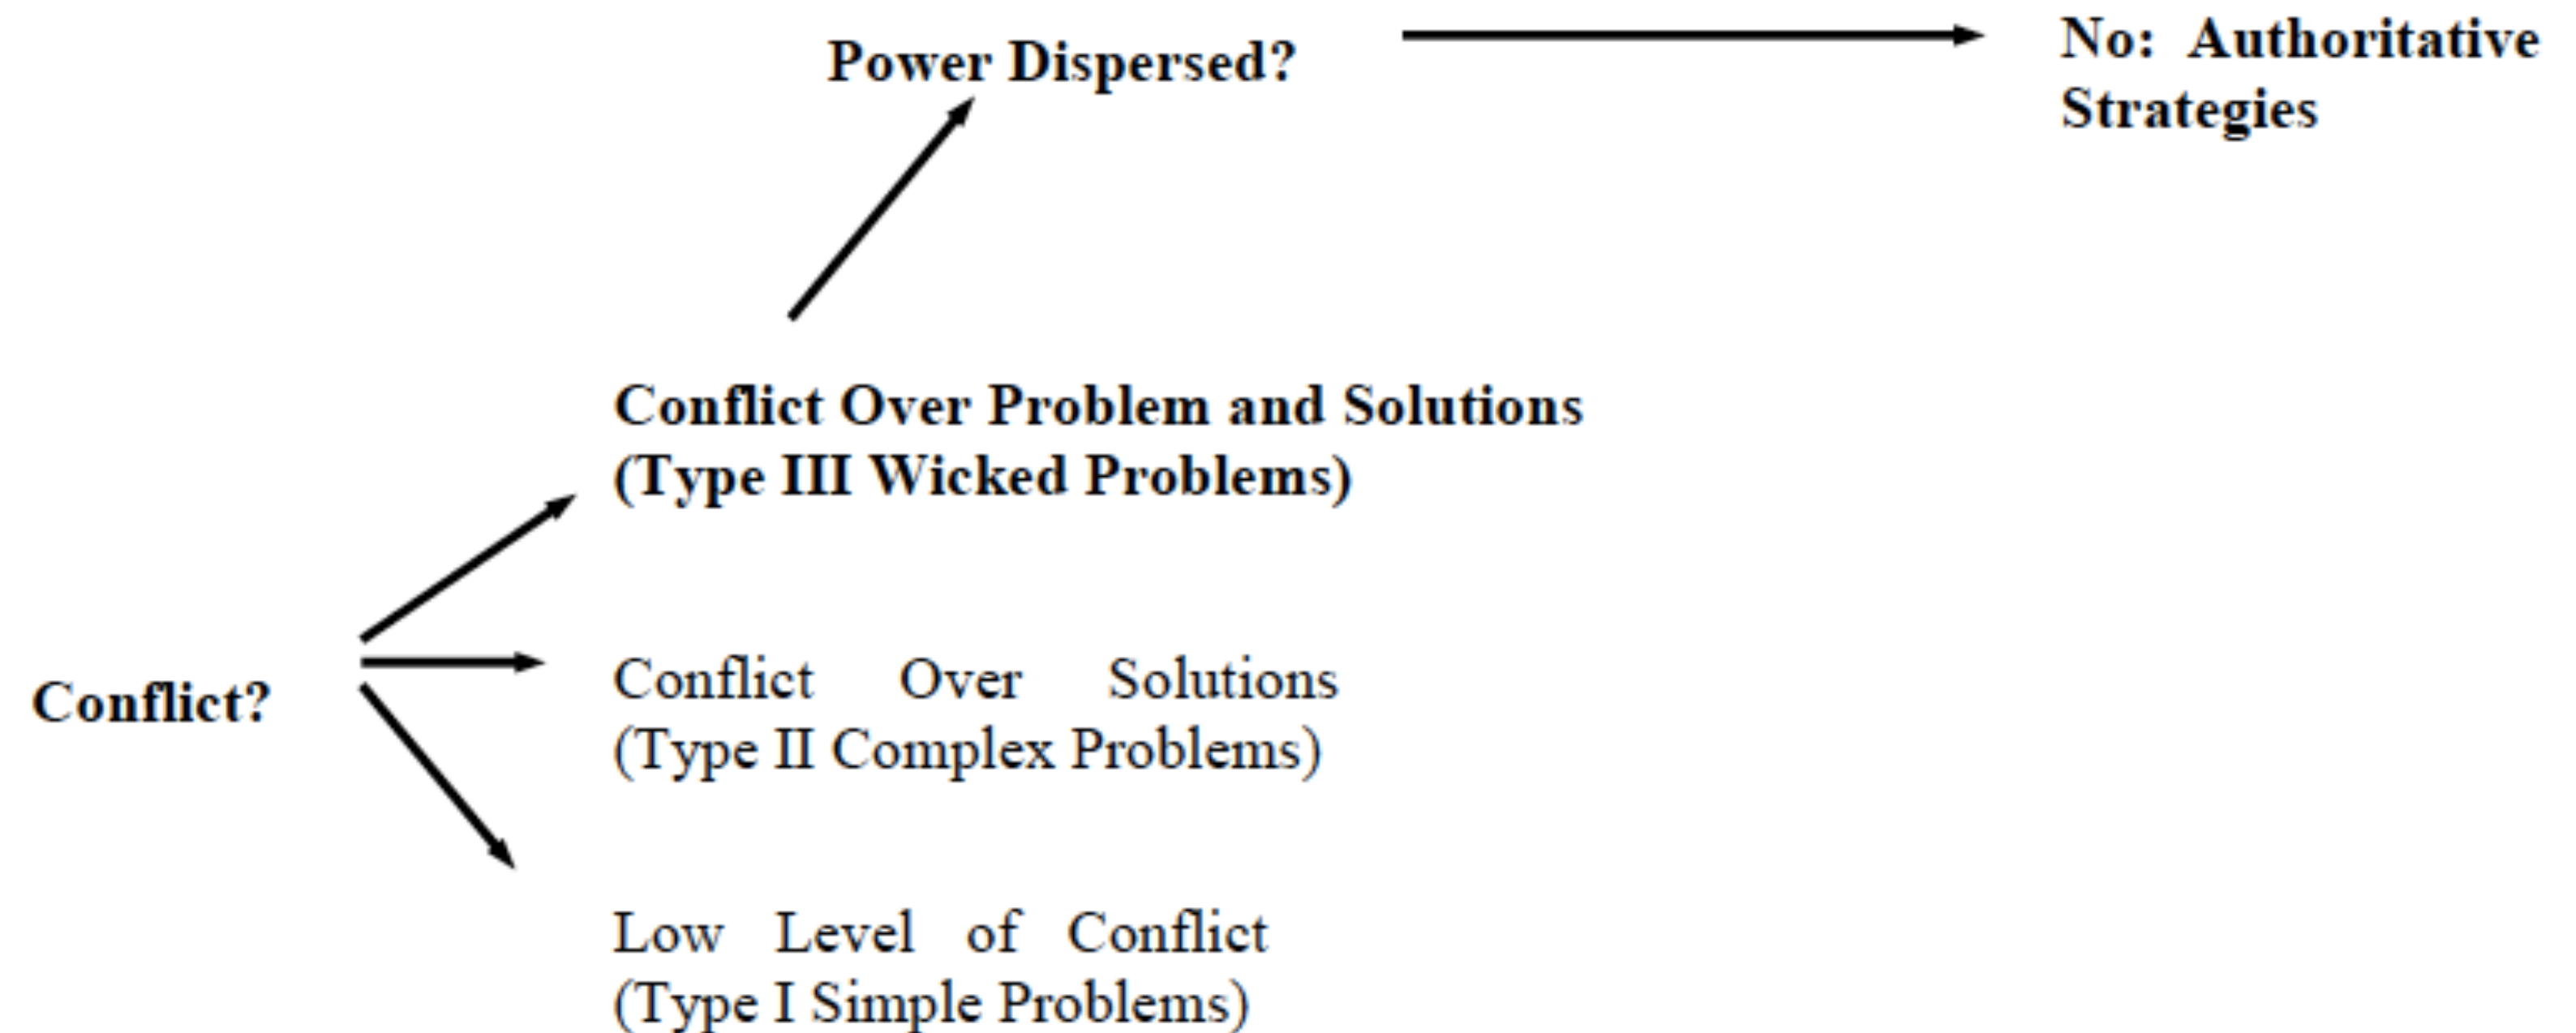 Power Dispersed?
No: Authoritative
Strategies
Conflict Over Problem and Solutions
(Type III Wicked Problems)
Conflict?
Conflict Over Solutions
(Type II Complex Problems)
Low Level of Conflict
(Type I Simple Problems)